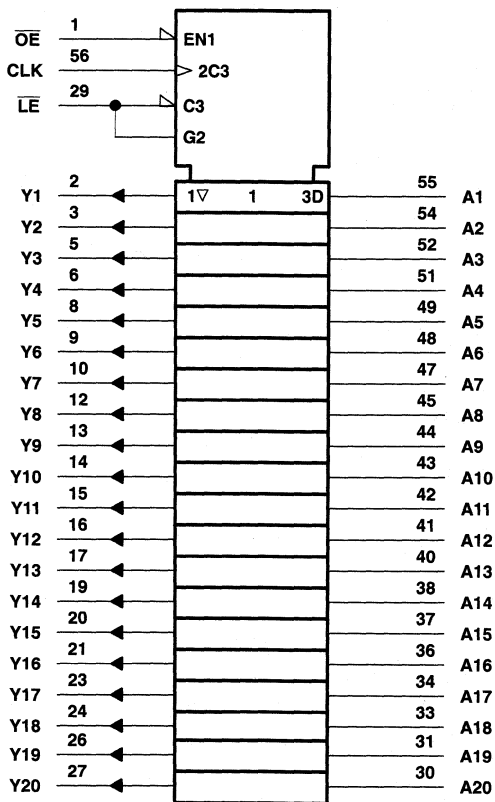 1
OE EN1
56
CLK 2C3
29
LE C3
G2
2 55
Y1 1▽ 1 3D A1
3 54
Y2 A2
5 52
Y3 A3
6 51
Y4 A4
8 49
Y5 A5
9 48
Y6 A6
10 47
Y7 A7
12 45
Y8 A8
13 44
Y9 A9
14 43
Y10 A10
15 42
Y11 A11
16 41
Y12 A12
17 40
Y13 A13
19 38
Y14 A14
20 37
Y15 A15
21 36
Y16 A16
23 34
Y17 A17
24 33
Y18 A18
26 31
Y19 A19
27 30
Y20 A20